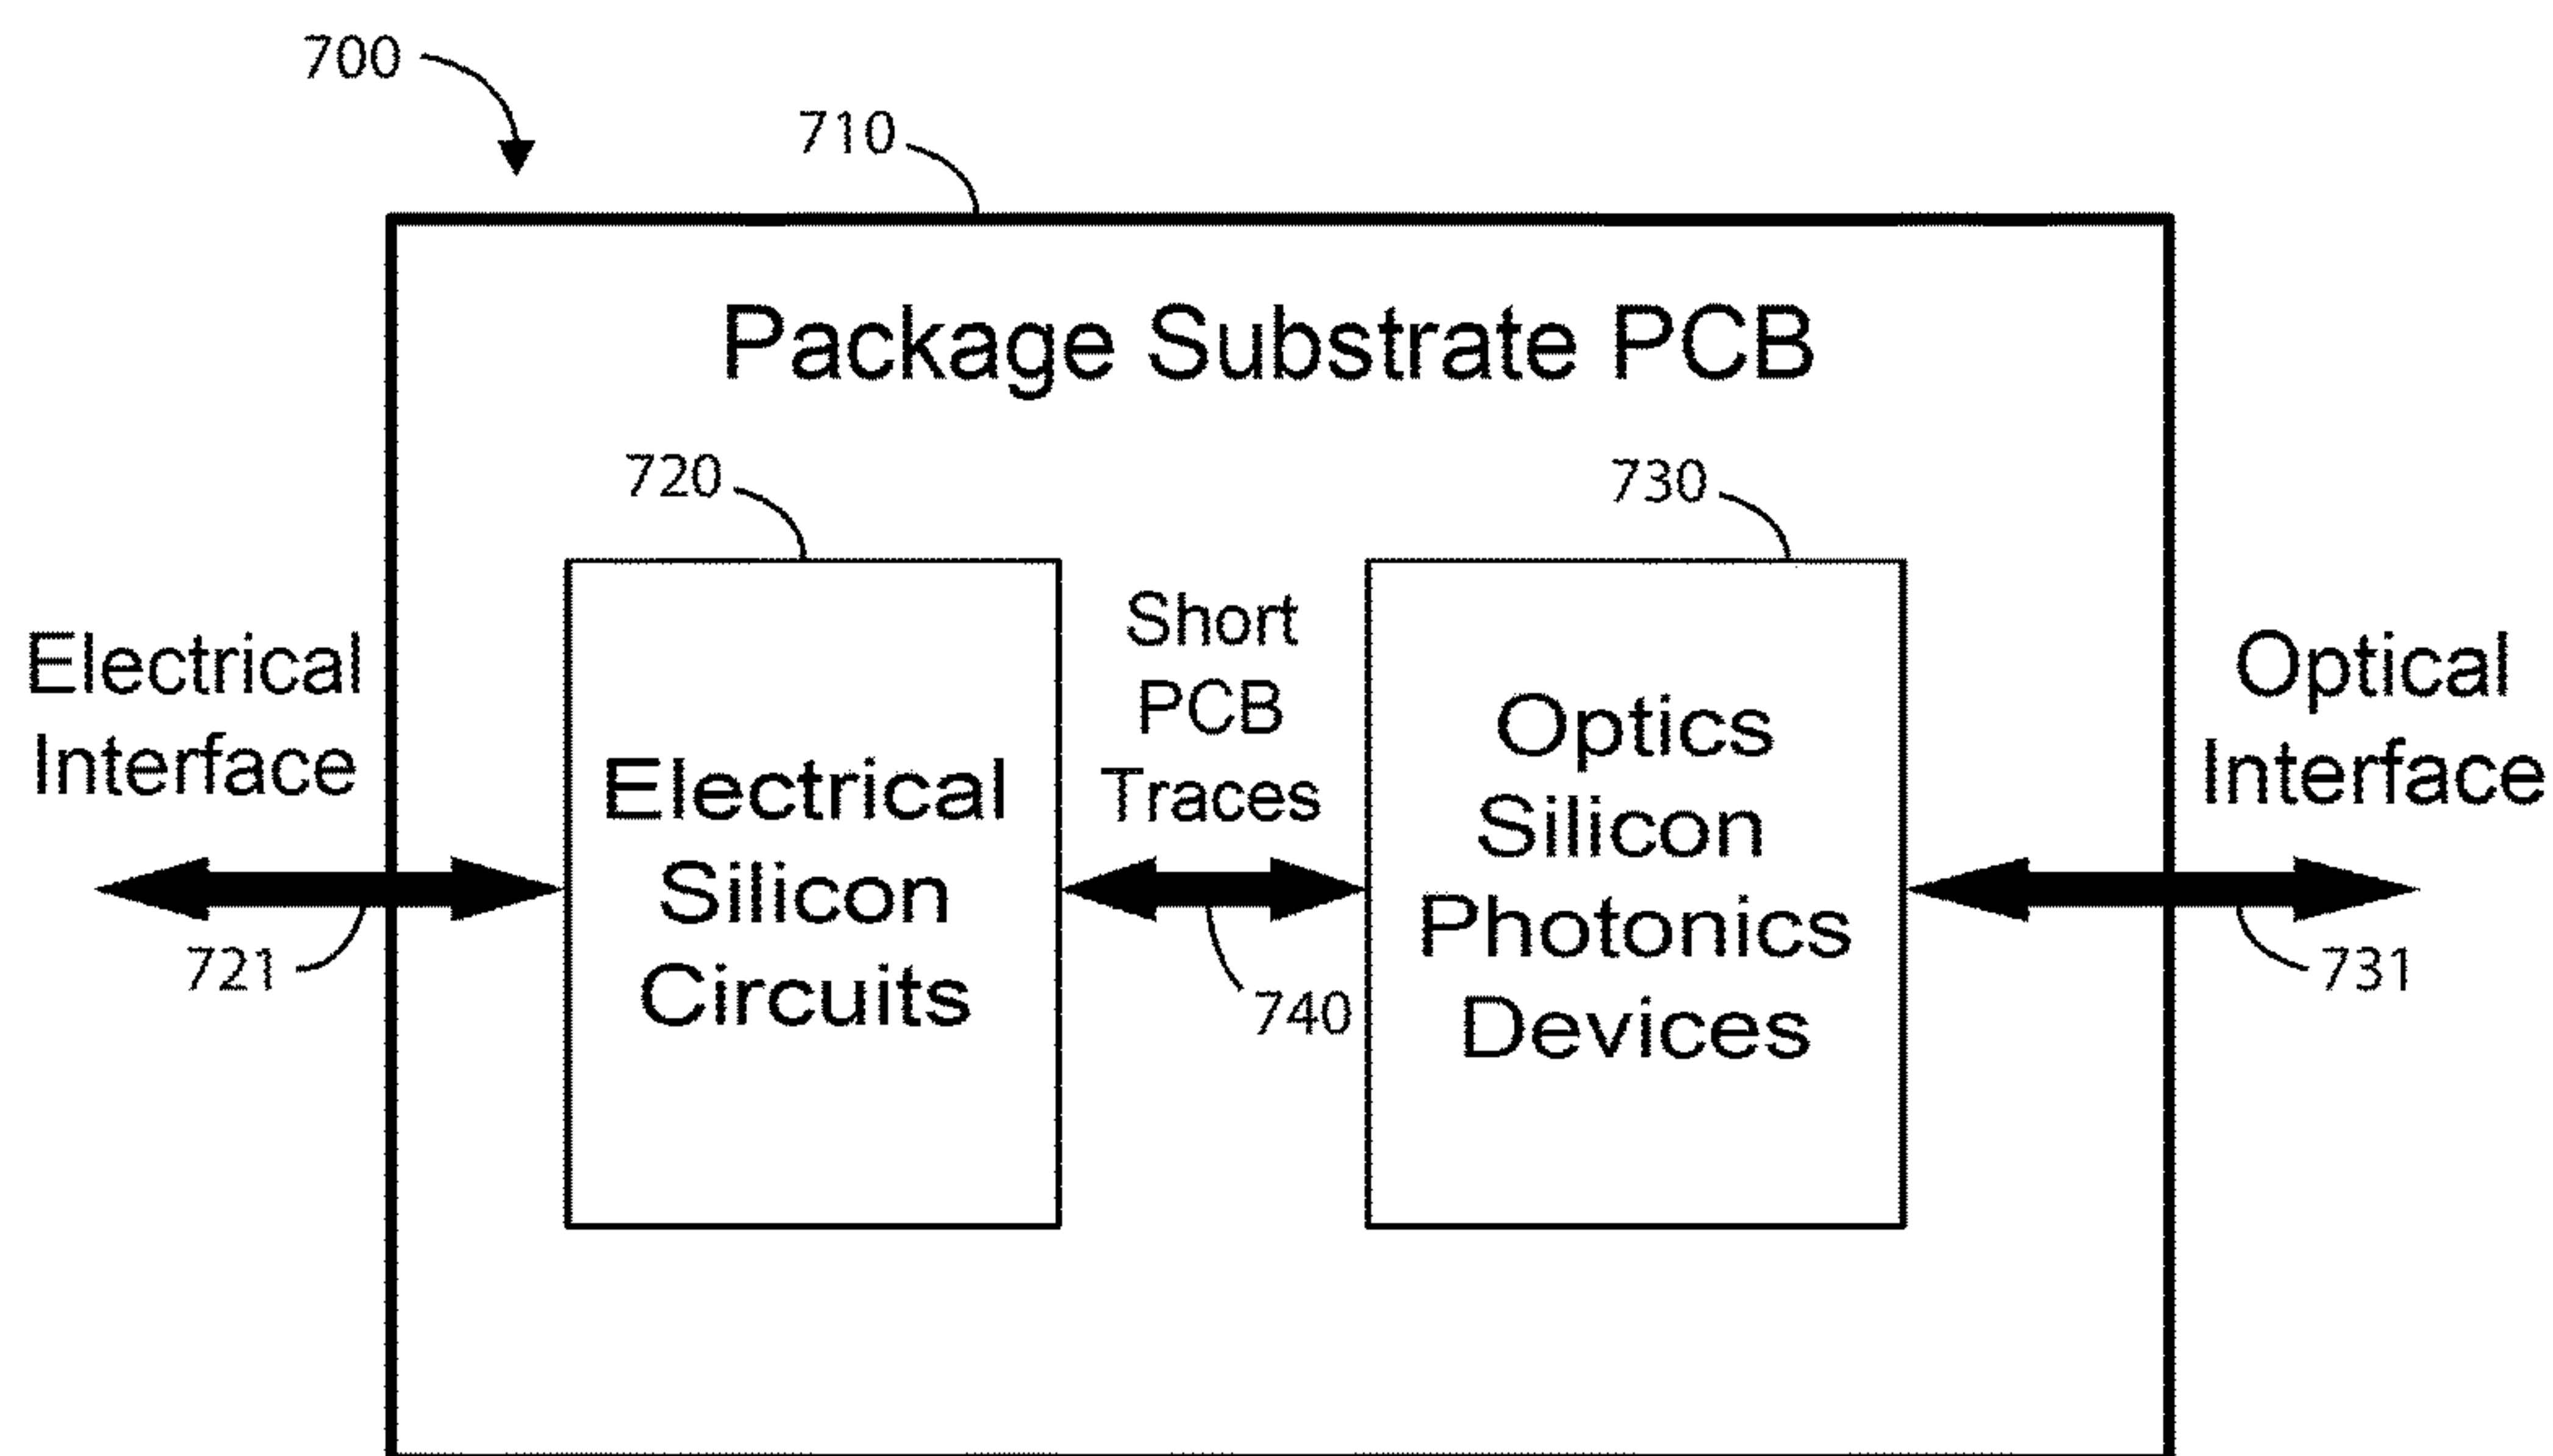 700
710
Package Substrate PCB
720
730
Electrical
Interface
721
Electrical
Silicon
Circuits
Short
PCB
Traces
740
Optics
Silicon
Photonics
Devices
Optical
Interface
731